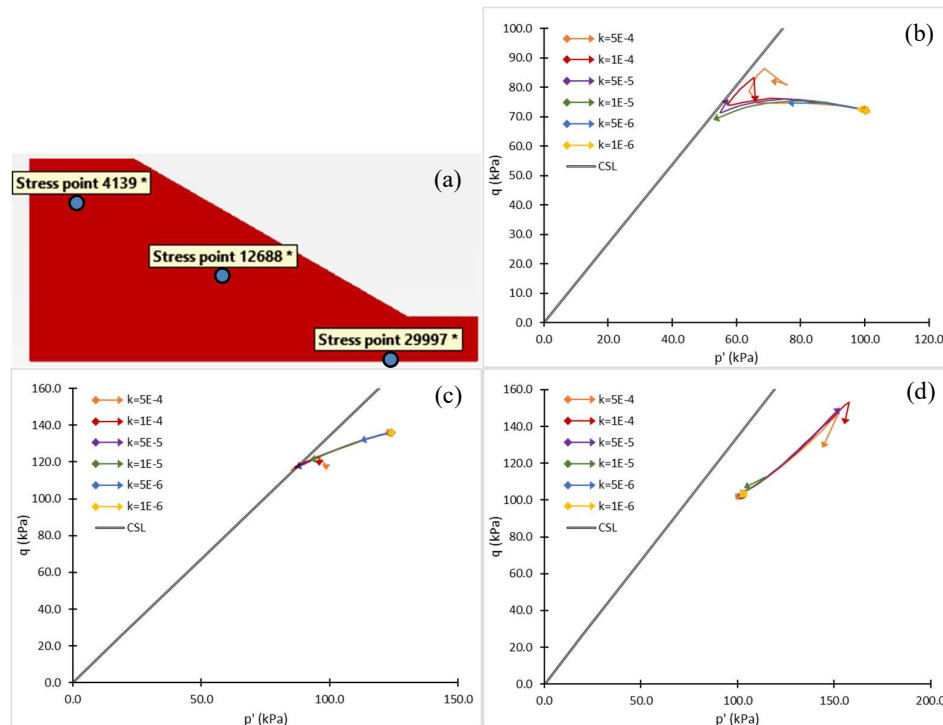 (a)
Stress point 4139 *
Stress point 12688 *
Stress point 29997 *
(b)
100.0
90.0
80.0
70.0
60.0
50.0
40.0
30.0
20.0
10.0
0.0
q (kPa)
k=5E-4
k=1E-4
k=5E-5
k=1E-5
k=5E-6
k=1E-6
CSL
0.0
20.0
40.0
60.0
80.0
100.0
120.0
p' (kPa)
(c)
160.0
140.0
120.0
100.0
80.0
60.0
40.0
20.0
0.0
q (kPa)
k=5E-4
k=1E-4
k=5E-5
k=1E-5
k=5E-6
k=1E-6
CSL
0.0
50.0
100.0
150.0
p' (kPa)
(d)
160.0
140.0
120.0
100.0
80.0
60.0
40.0
20.0
0.0
q (kPa)
k=5E-4
k=1E-4
k=5E-5
k=1E-5
k=5E-6
k=1E-6
CSL
0.0
50.0
100.0
150.0
200.0
p' (kPa)